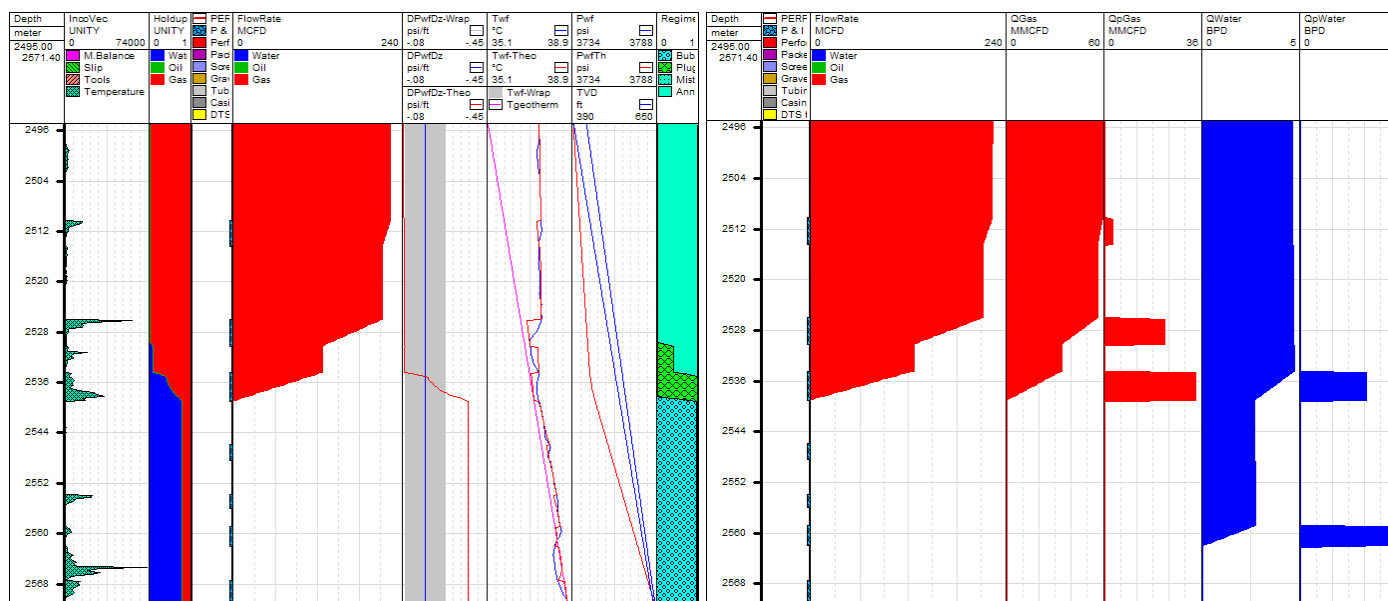 Depth
meter
2495.00
2571.40
IncoVec
UNITY
74000
M.Balance
Slip
Tools
Temperature
Holdup
UNITY
0 1
Wat
Oil
Gas
PER
P &
Perf
Pac
Scre
Grav
Tub
Casi
DTS
FlowRate
MCFD
0 240
Water
Oil
Gas
DPwfDz-Wrap
psi/ft
-.08 -.45
DPwfDz
psi/ft
-.08 -.45
DPwfDz-Theo
psi/ft
-.08 -.45
Twf
°C
35.1 38.9
Twf-Theo
°C
35.1 38.9
Twf-Wrap
Tgeotherm
Pwf
psi
3734 3788
PwfTh
psi
3734 3788
TVD
ft
390 650
Regime
0 1
Bub
Plug
Mist
Ann
2496
2504
2512
2520
2528
2536
2544
2552
2560
2568
Depth
meter
2495.00
2571.40
PERF
P & I
Perfo
Packe
Scree
Grave
Tubin
Casin
DTS
FlowRate
MCFD
0 240
Water
Oil
Gas
QGas
MMCFD
0 60
QpGas
MMCFD
0 36
QWater
BPD
0 5
QpWater
BPD
0
2496
2504
2512
2520
2528
2536
2544
2552
2560
2568